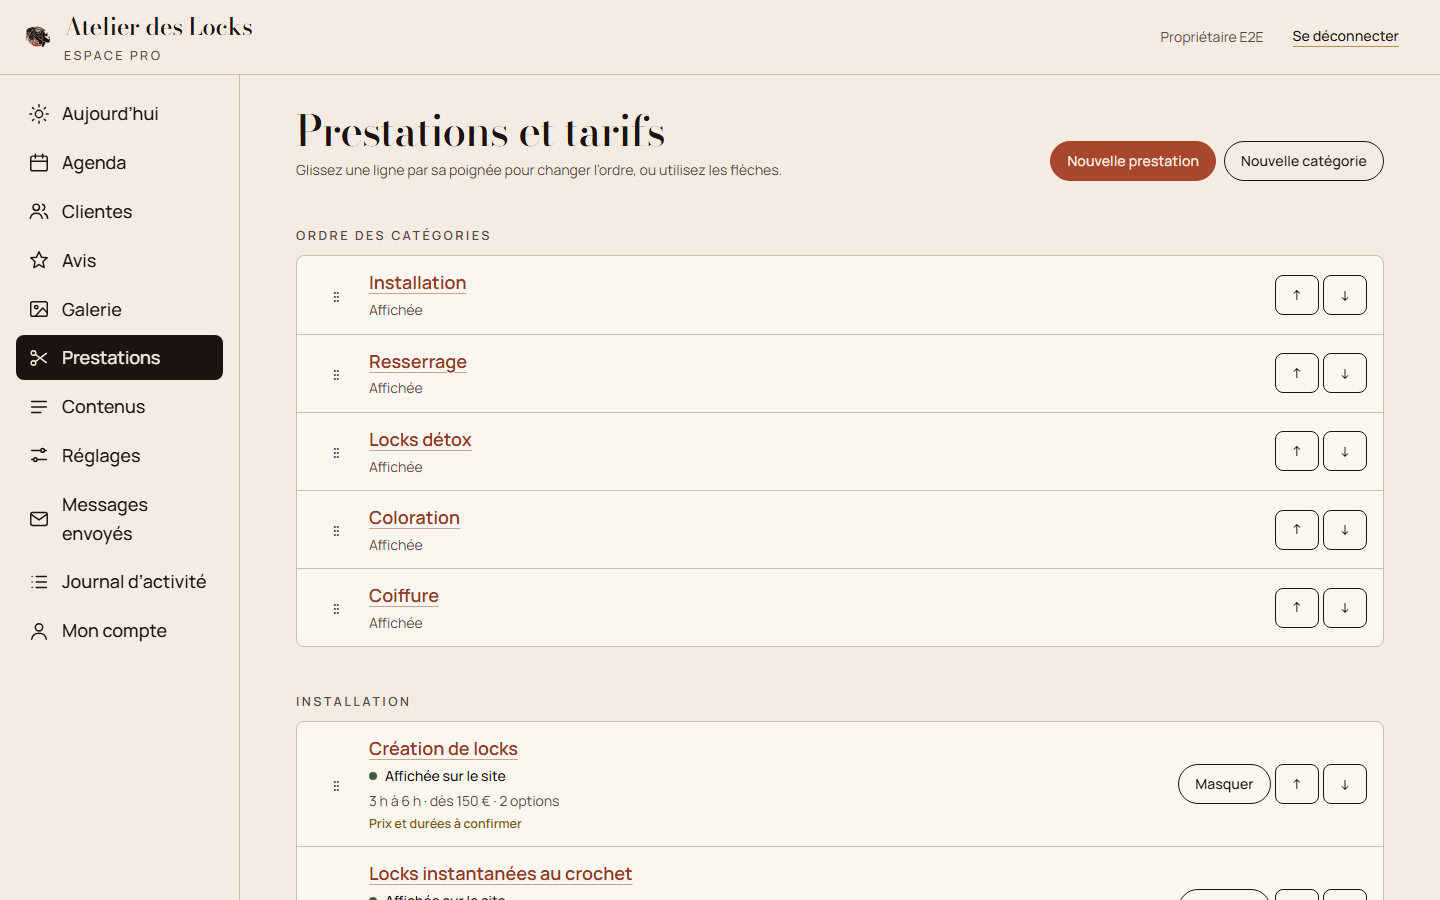 Atelier des Locks
ESPACE PRO
Propriétaire E2E
Se déconnecter
Aujourd'hui
Agenda
Clientes
Avis
Galerie
Prestations
Contenus
Réglages
Messages
envoyés
Journal d'activité
Mon compte
Prestations et tarifs
Glissez une ligne par sa poignée pour changer l'ordre, ou utilisez les flèches.
Nouvelle prestation
Nouvelle catégorie
ORDRE DES CATÉGORIES
Installation
Affichée
↑ ↓
Resserrage
Affichée
↑ ↓
Locks détox
Affichée
↑ ↓
Coloration
Affichée
↑ ↓
Coiffure
Affichée
↑ ↓
INSTALLATION
Création de locks
Affichée sur le site
3 h à 6 h · dès 150 € · 2 options
Prix et durées à confirmer
Masquer ↑ ↓
Locks instantanées au crochet
Affichée sur le site